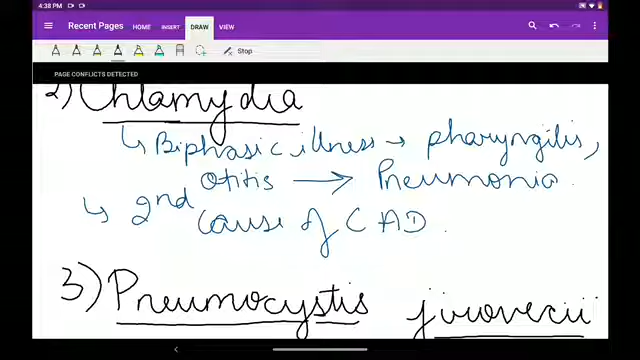 4:38 PM
Recent Pages HOME INSERT DRAW VIEW
Stop
PAGE CONFLICTS DETECTED
2) Chlamydia
↳ Biphasic illness → pharyngitis,
otitis → Pneumonia.
↳ 2nd cause of CAD.
3) Pneumocystis jirovecii